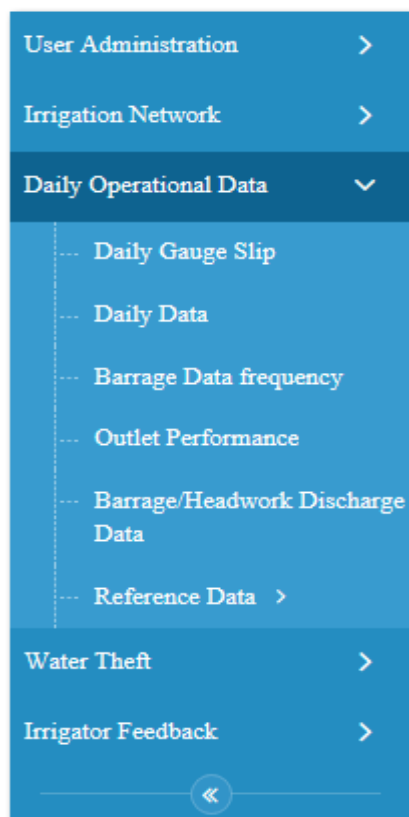 User Administration
Irrigation Network
Daily Operational Data
Daily Gauge Slip
Daily Data
Barrage Data frequency
Outlet Performance
Barrage/Headwork Discharge
Data
Reference Data
Water Theft
Irrigator Feedback